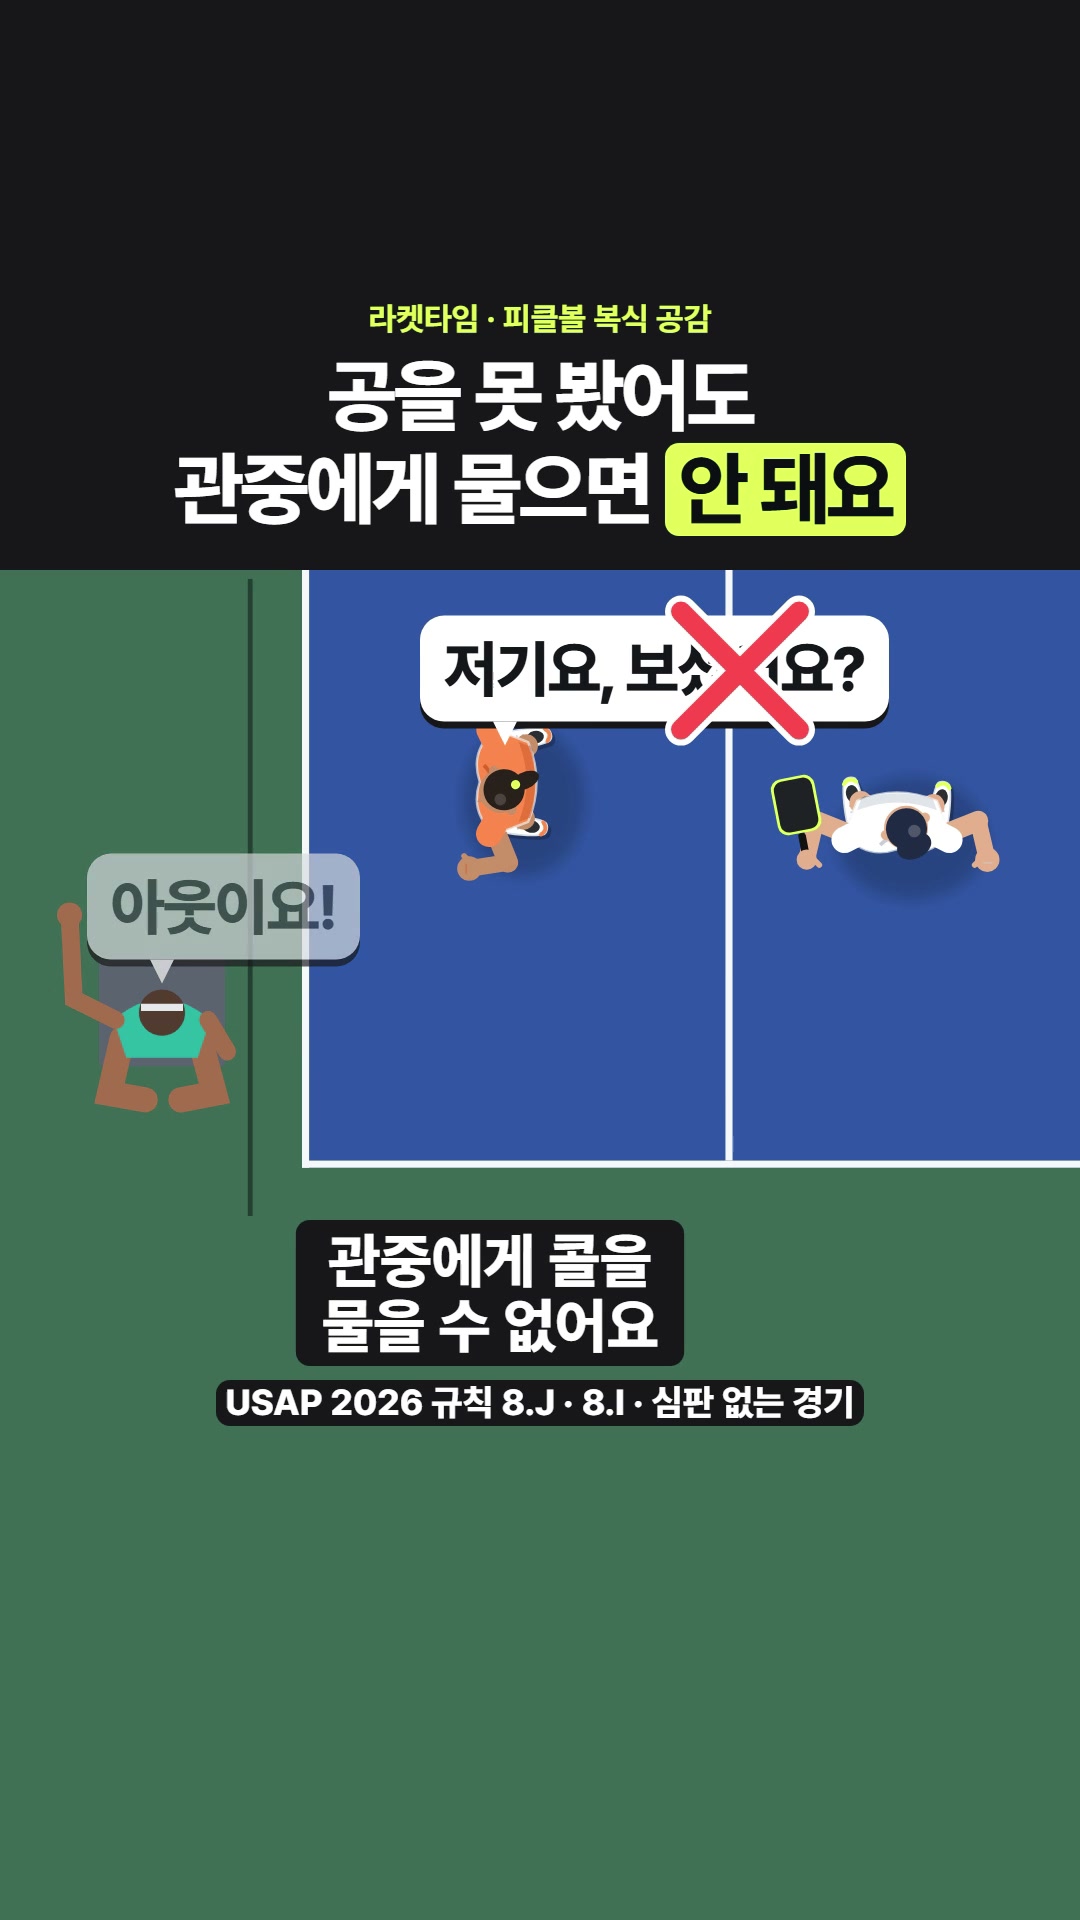 라켓타임 · 피클볼 복식 공감
공을 못 봤어도
관중에게 물으면 안 돼요
저기요,
아웃이요!
관중에게 콜을
물을 수 없어요
USAP 2026 규칙 8.J · 8.I · 심판 없는 경기